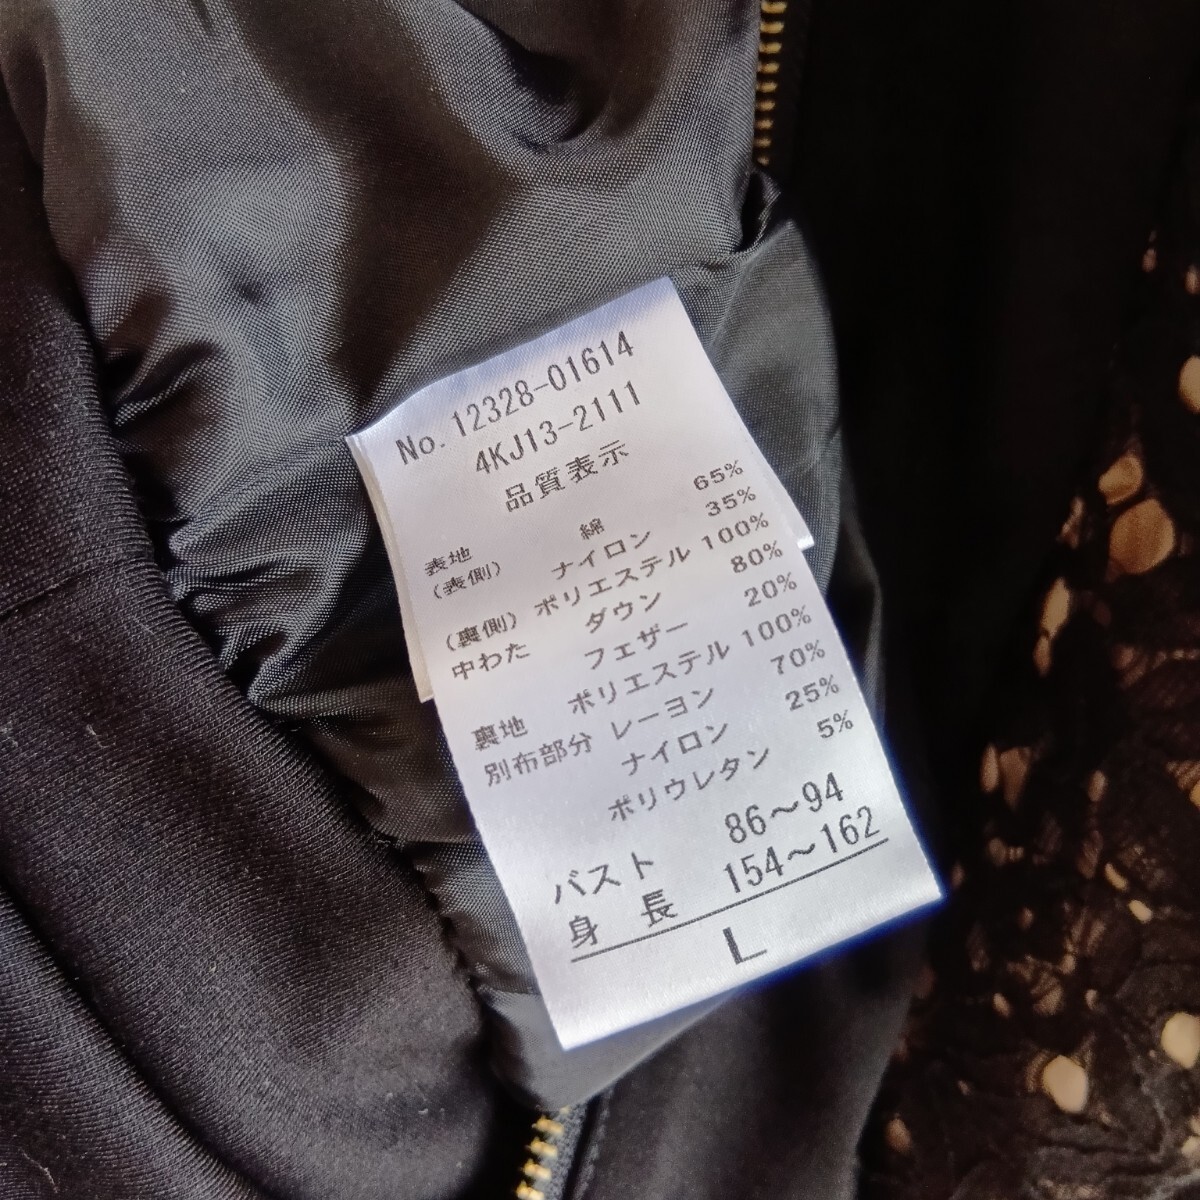 No. 12328-01614
4KJ13-2111
品質表示
表地 綿 65%
(表側) ナイロン 35%
(裏側) ポリエステル 100%
中わた ダウン 80%
フェザー 20%
裏地 ポリエステル 100%
別布部分 レーヨン 70%
ナイロン 25%
ポリウレタン 5%
バスト 86～94
身長 154～162
L